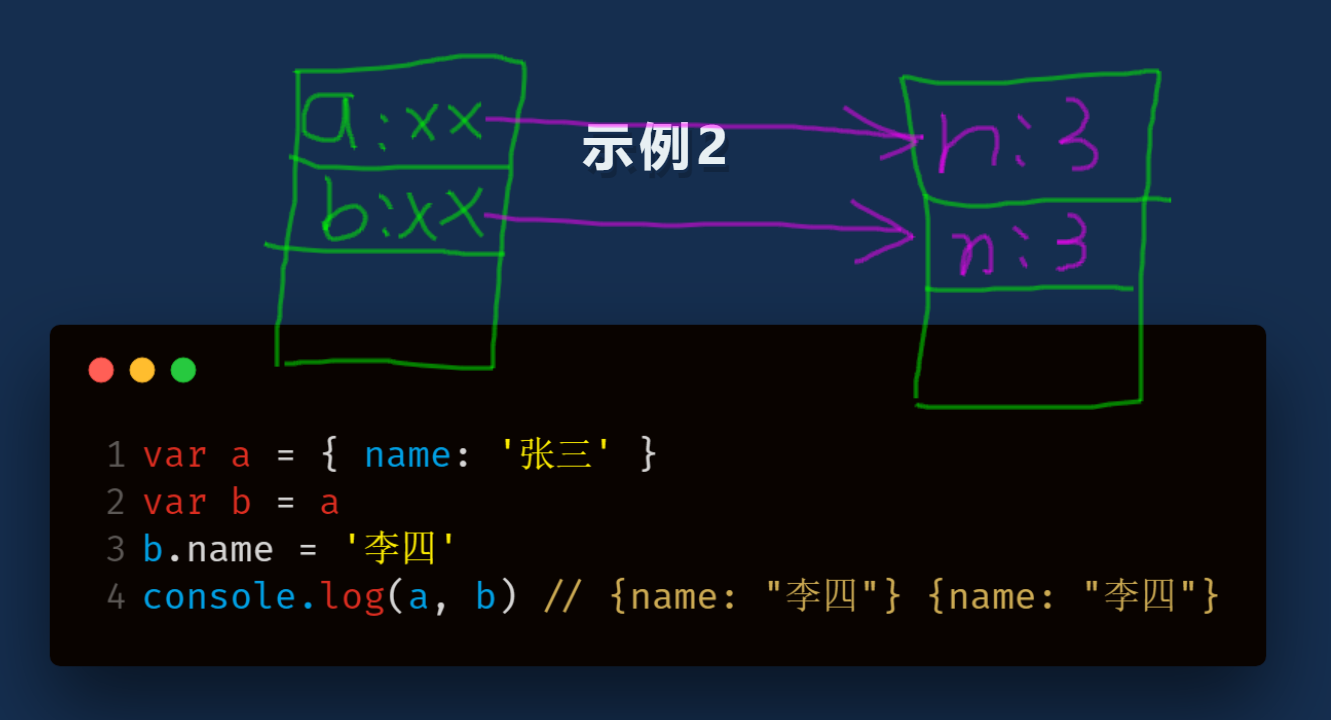 a:xx
示例2
n:3
b:xx
n:3
1 var a = { name: '张三' }
2 var b = a
3 b.name = '李四'
4 console.log(a, b) // {name: "李四"} {name: "李四"}